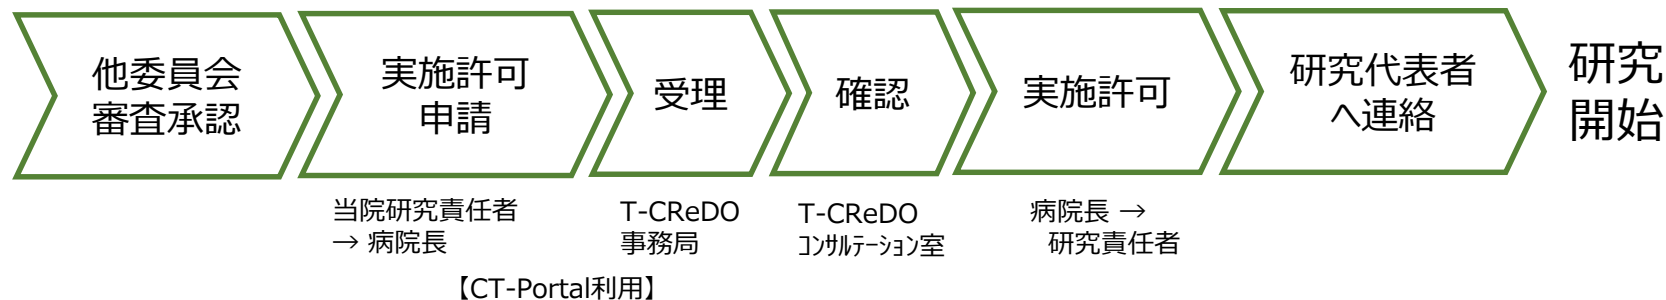 他委員会
審査承認
実施許可
申請
受理
確認
実施許可
研究代表者
へ連絡
研究
開始
当院研究責任者
→ 病院長
T-CReDO
事務局
T-CReDO
ｺﾝｻﾙﾃｰｼｮﾝ室
病院長 →
研究責任者
【CT-Portal利用】